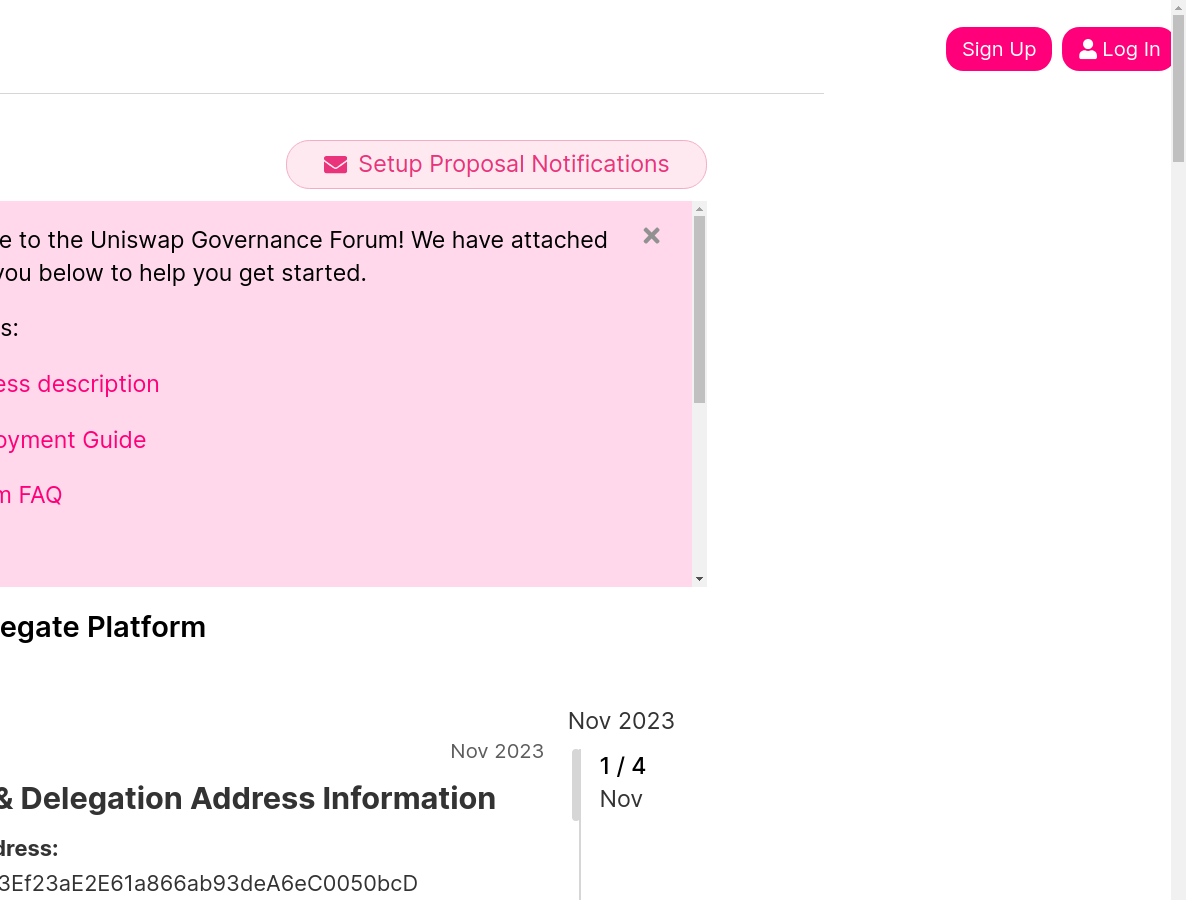 Sign Up
Log In
Setup Proposal Notifications
e to the Uniswap Governance Forum! We have attached
you below to help you get started.
s:
ess description
oyment Guide
m FAQ
egate Platform
Nov 2023
Nov 2023
1 / 4
Nov
& Delegation Address Information
dress:
3Ef23aE2E61a866ab93deA6eC0050bcD